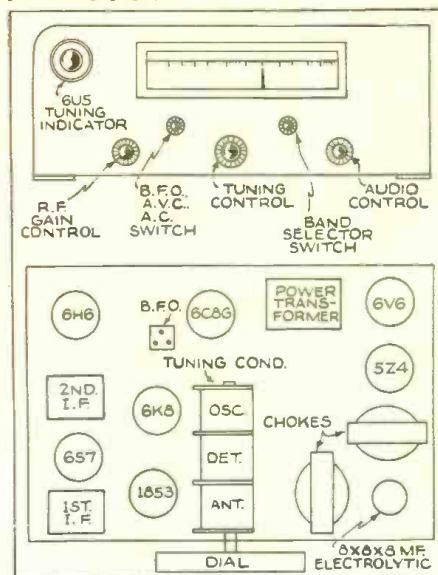 6U5
TUNING
INDICATOR
R.F.
GAIN
CONTROL
B.F.O.
A.V.C.
A.C.
SWITCH
TUNING
CONTROL
BAND
SELECTOR
SWITCH
AUDIO
CONTROL
6H6
B.F.O.
6C8G
POWER
TRANS-
FORMER
6V6
TUNING COND.
5Z4
2ND.
I.F.
6K8
OSC.
CHOKES
DET.
6S7
1853
ANT.
1ST.
I.F.
8X8X8 MF.
ELECTROLYTIC
DIAL